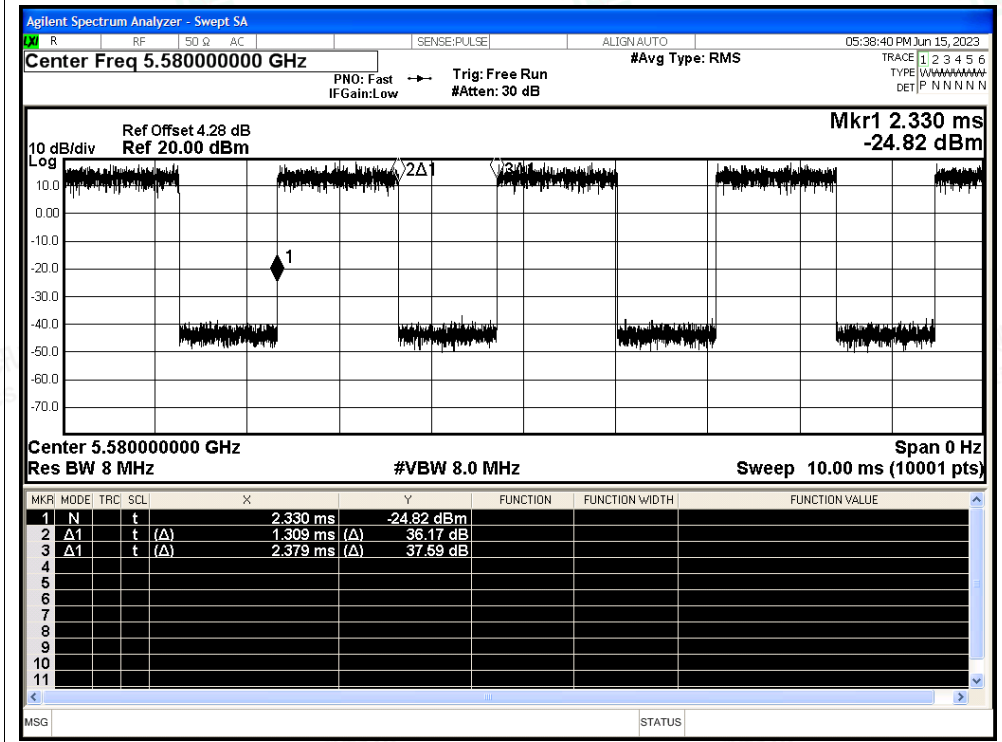 Agilent Spectrum Analyzer - Swept SA
LXI R RF 50 Ω AC SENSE:PULSE ALIGN AUTO 05:38:40 PM Jun 15, 2023
Center Freq 5.580000000 GHz #Avg Type: RMS TRACE 1 2 3 4 5 6
PNO: Fast Trig: Free Run TYPE
IFGain:Low #Atten: 30 dB DET P N N N N N
Mkr1 2.330 ms
Ref Offset 4.28 dB
10 dB/div Ref 20.00 dBm -24.82 dBm
Log
2Δ1 3Δ1
10.0
0.00
-10.0
1
-20.0
-30.0
-40.0
-50.0
-60.0
-70.0
Center 5.580000000 GHz Span 0 Hz
Res BW 8 MHz #VBW 8.0 MHz Sweep 10.00 ms (10001 pts)
MKR MODE TRC SCL X Y FUNCTION FUNCTION WIDTH FUNCTION VALUE
1 N t 2.330 ms -24.82 dBm
2 Δ1 t (Δ) 1.309 ms (Δ) 36.17 dB
3 Δ1 t (Δ) 2.379 ms (Δ) 37.59 dB
4
5
6
7
8
9
10
11
MSG STATUS